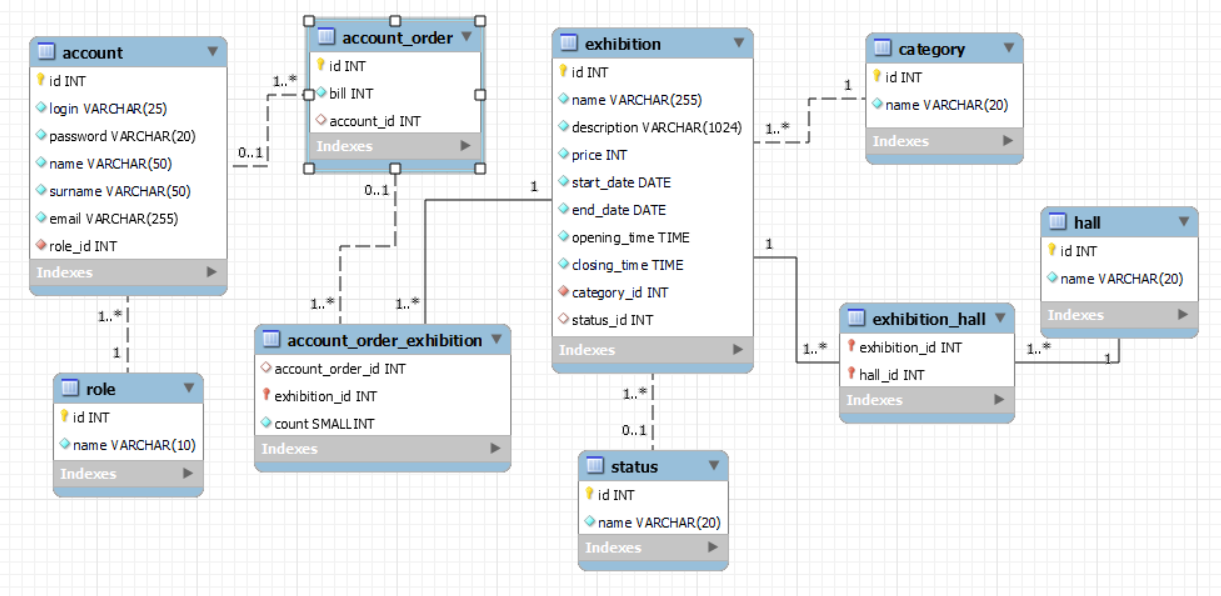 account
id INT
login VARCHAR(25)
password VARCHAR(20)
name VARCHAR(50)
surname VARCHAR(50)
email VARCHAR(255)
role_id INT
Indexes
1..*
0..1
account_order
id INT
bill INT
account_id INT
Indexes
0..1
1..*
1
1..*
exhibition
id INT
name VARCHAR(255)
description VARCHAR(1024)
price INT
start_date DATE
end_date DATE
opening_time TIME
closing_time TIME
category_id INT
status_id INT
Indexes
1
1..*
category
id INT
name VARCHAR(20)
Indexes
hall
id INT
name VARCHAR(20)
Indexes
1
1..*
exhibition_hall
exhibition_id INT
hall_id INT
Indexes
1..*
1
1..*
1
role
id INT
name VARCHAR(10)
Indexes
account_order_exhibition
account_order_id INT
exhibition_id INT
count SMALLINT
Indexes
1..*
0..1
status
id INT
name VARCHAR(20)
Indexes